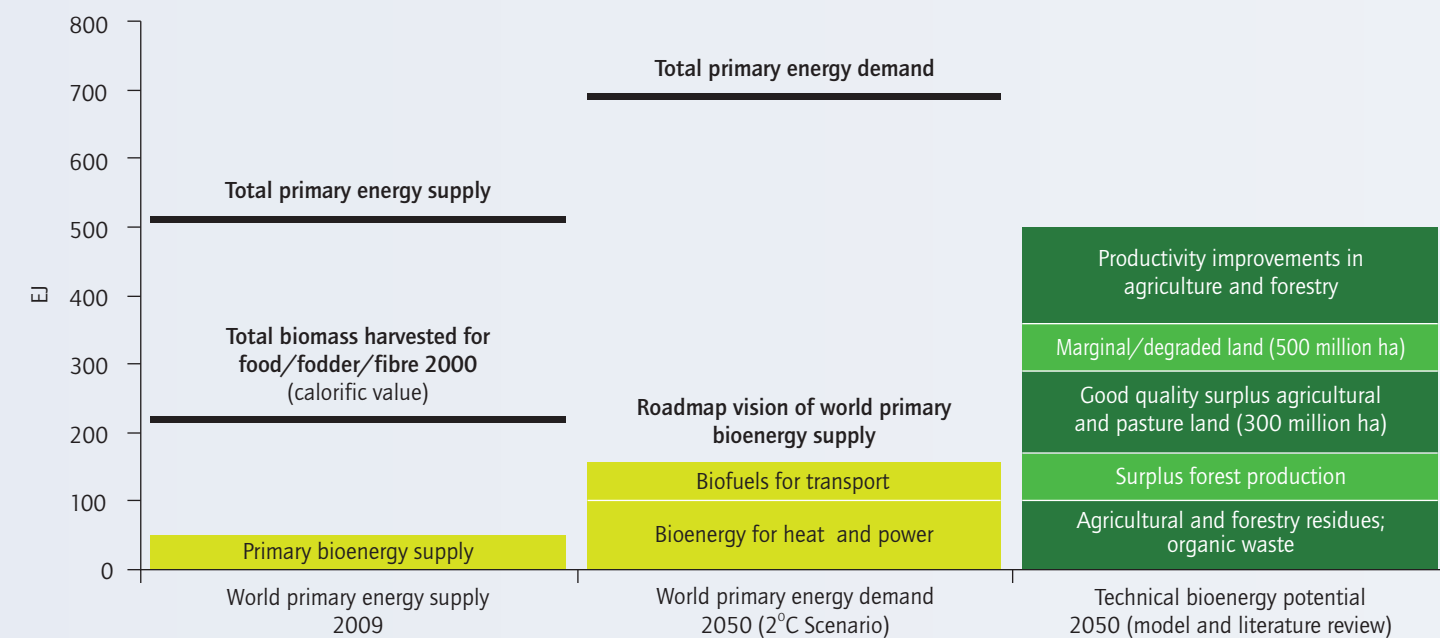 EJ
800
700
600
500
400
300
200
100
0
Total primary energy supply
Total biomass harvested for
food/fodder/fibre 2000
(calorific value)
Primary bioenergy supply
World primary energy supply
2009
Total primary energy demand
Roadmap vision of world primary
bioenergy supply
Biofuels for transport
Bioenergy for heat and power
World primary energy demand
2050 (2°C Scenario)
Productivity improvements in
agriculture and forestry
Marginal/degraded land (500 million ha)
Good quality surplus agricultural
and pasture land (300 million ha)
Surplus forest production
Agricultural and forestry residues;
organic waste
Technical bioenergy potential
2050 (model and literature review)